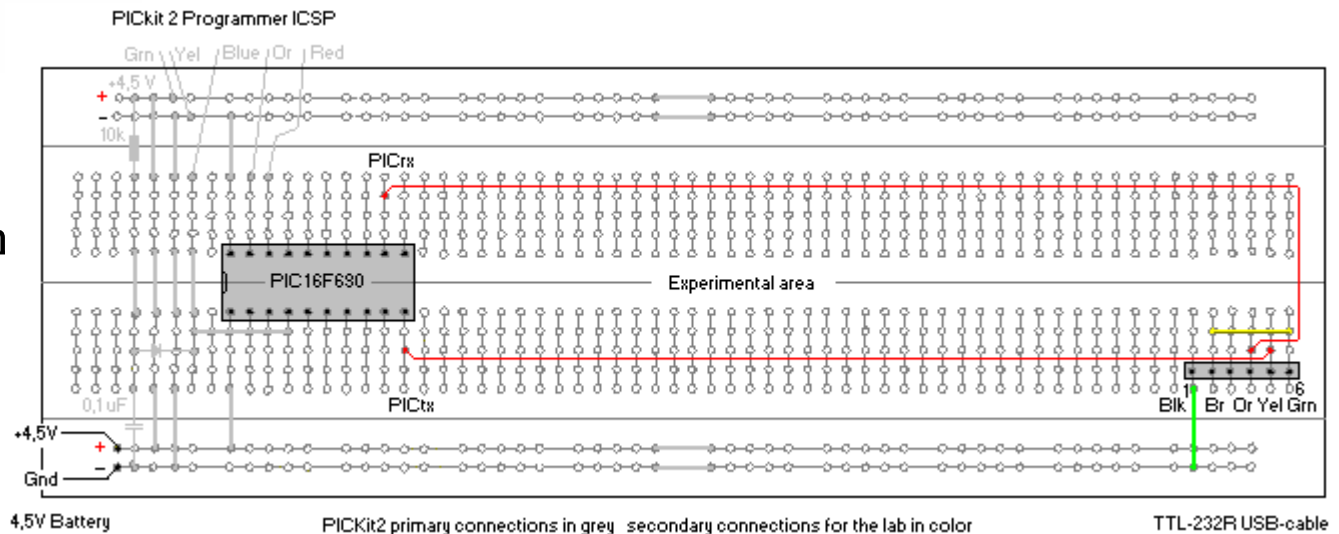 PICkit 2 Programmer ICSP
Grn Yel Blue Or Red
+4,5 V
+
-
10k
PICrx
n
PIC16F690
Experimental area
0,1 uF
PICtx
1 6
Blk Br Or Yel Grn
+4,5V
+
-
Gnd
4,5V Battery
PICKit2 primary connections in grey secondary connections for the lab in color
TTL-232R USB-cable